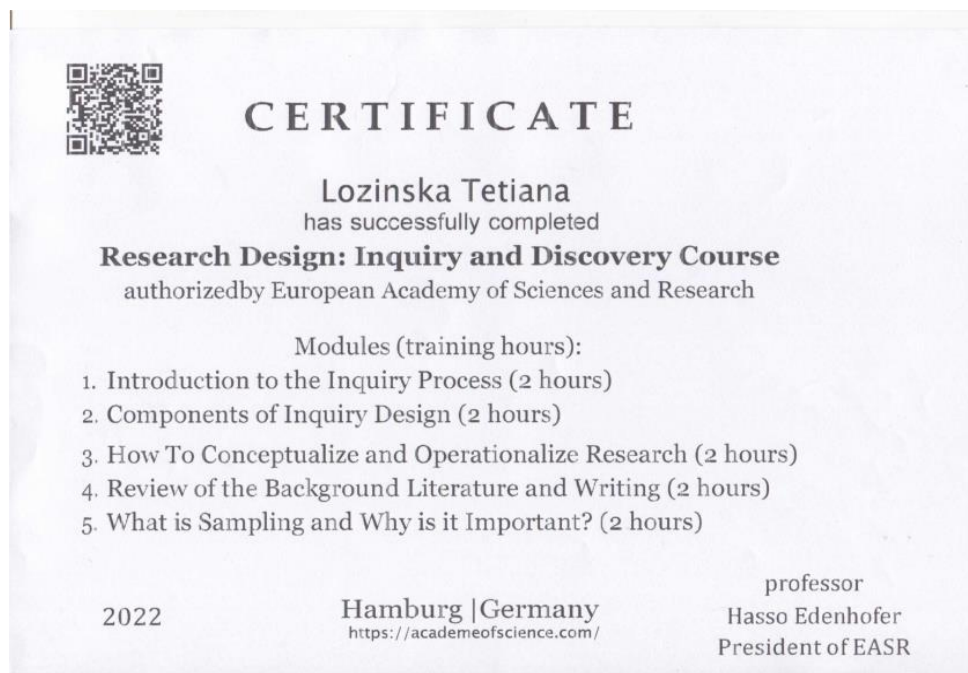 CERTIFICATE
Lozinska Tetiana
has successfully completed
Research Design: Inquiry and Discovery Course
authorizedby European Academy of Sciences and Research
Modules (training hours):
1. Introduction to the Inquiry Process (2 hours)
2. Components of Inquiry Design (2 hours)
3. How To Conceptualize and Operationalize Research (2 hours)
4. Review of the Background Literature and Writing (2 hours)
5. What is Sampling and Why is it Important? (2 hours)
2022
Hamburg |Germany
https://academeofscience.com/
professor
Hasso Edenhofer
President of EASR